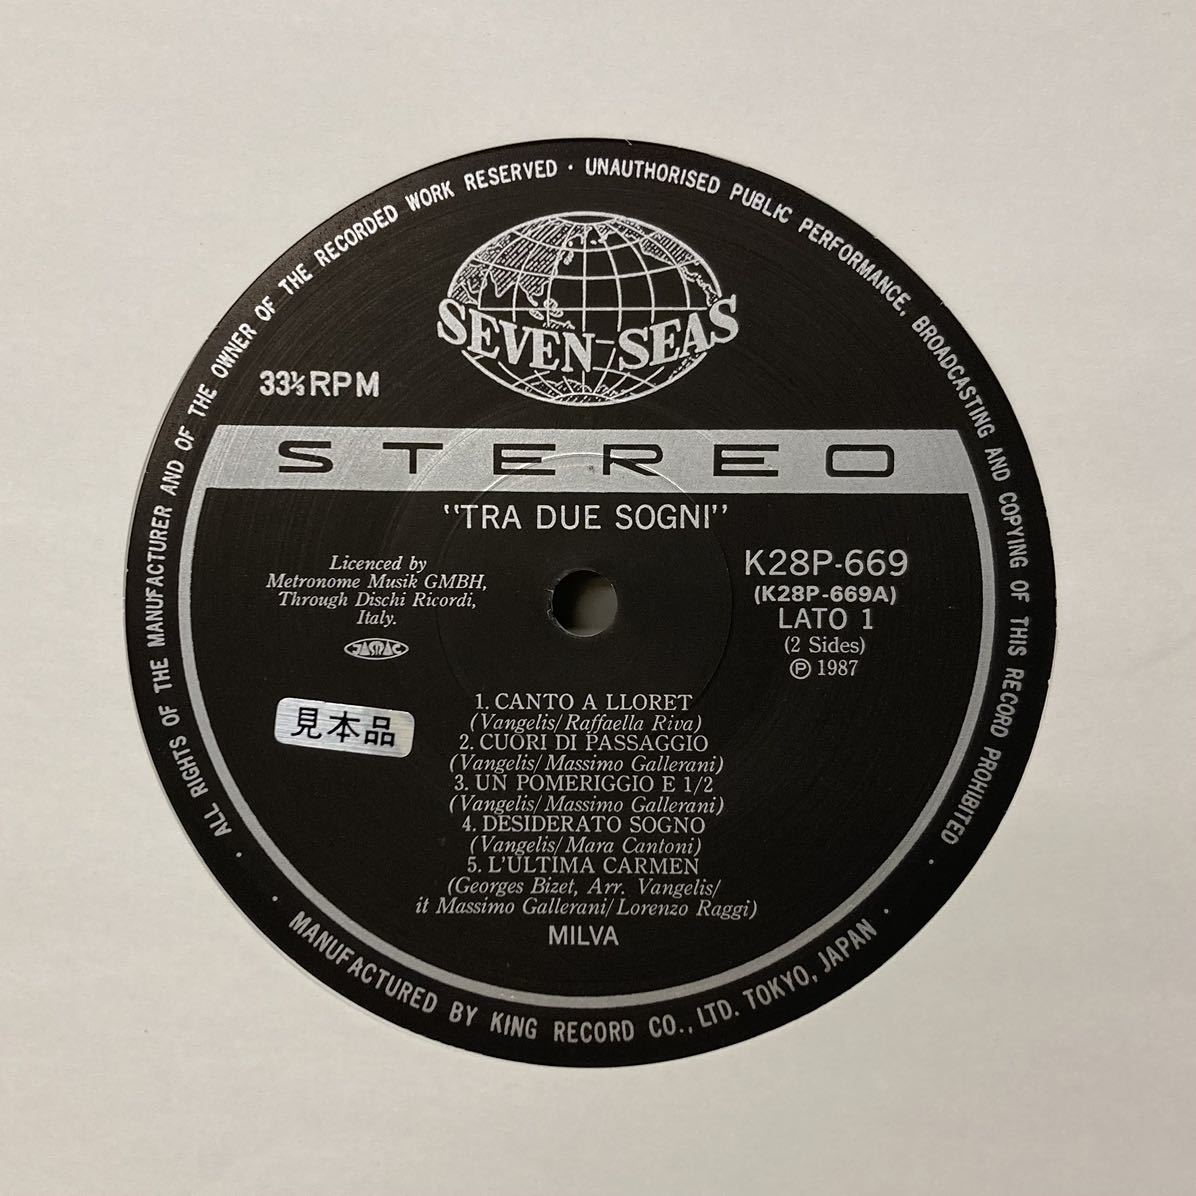 ALL RIGHTS OF THE MANUFACTURER AND OF THE OWNER OF THE RECORDED WORK RESERVED · UNAUTHORISED PUBLIC PERFORMANCE, BROADCASTING AND COPYING OF THIS RECORD PROHIBITED ·
SEVEN SEAS
33⅓RPM
STEREO
"TRA DUE SOGNI"
Licenced by
Metronome Musik GMBH,
Through Dischi Ricordi,
Italy.
JASRAC
K28P-669
(K28P-669A)
LATO 1
(2 Sides)
Ⓟ 1987
見本品
1. CANTO A LLORET
(Vangelis/Raffaella Riva)
2. CUORI DI PASSAGGIO
(Vangelis/Massimo Gallerani)
3. UN POMERIGGIO E 1/2
(Vangelis/Massimo Gallerani)
4. DESIDERATO SOGNO
(Vangelis/Mara Cantoni)
5. L'ULTIMA CARMEN
(Georges Bizet, Arr. Vangelis/
it Massimo Gallerani/Lorenzo Raggi)
MILVA
· MANUFACTURED BY KING RECORD CO., LTD. TOKYO, JAPAN ·